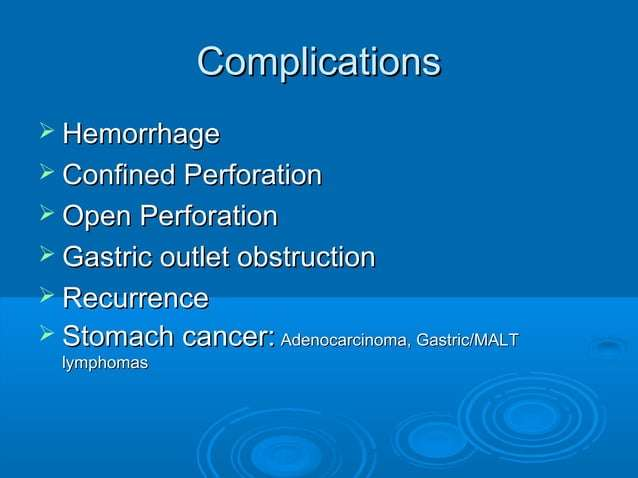 Complications
➢ Hemorrhage
➢ Confined Perforation
➢ Open Perforation
➢ Gastric outlet obstruction
➢ Recurrence
➢ Stomach cancer: Adenocarcinoma, Gastric/MALT
lymphomas